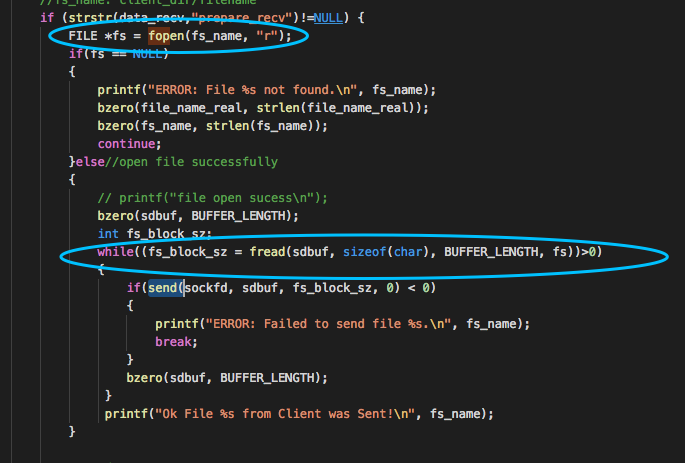 //fs_name: Client_dir/filename
if (strstr(data_recv,"prepare_recv")!=NULL) {
FILE *fs = fopen(fs_name, "r");
if(fs == NULL)
{
printf("ERROR: File %s not found.\n", fs_name);
bzero(file_name_real, strlen(file_name_real));
bzero(fs_name, strlen(fs_name));
continue;
}else//open file successfully
{
// printf("file open sucess\n");
bzero(sdbuf, BUFFER_LENGTH);
int fs_block_sz;
while((fs_block_sz = fread(sdbuf, sizeof(char), BUFFER_LENGTH, fs))>0)
{
if(send(sockfd, sdbuf, fs_block_sz, 0) < 0)
{
printf("ERROR: Failed to send file %s.\n", fs_name);
break;
}
bzero(sdbuf, BUFFER_LENGTH);
}
printf("Ok File %s from Client was Sent!\n", fs_name);
}